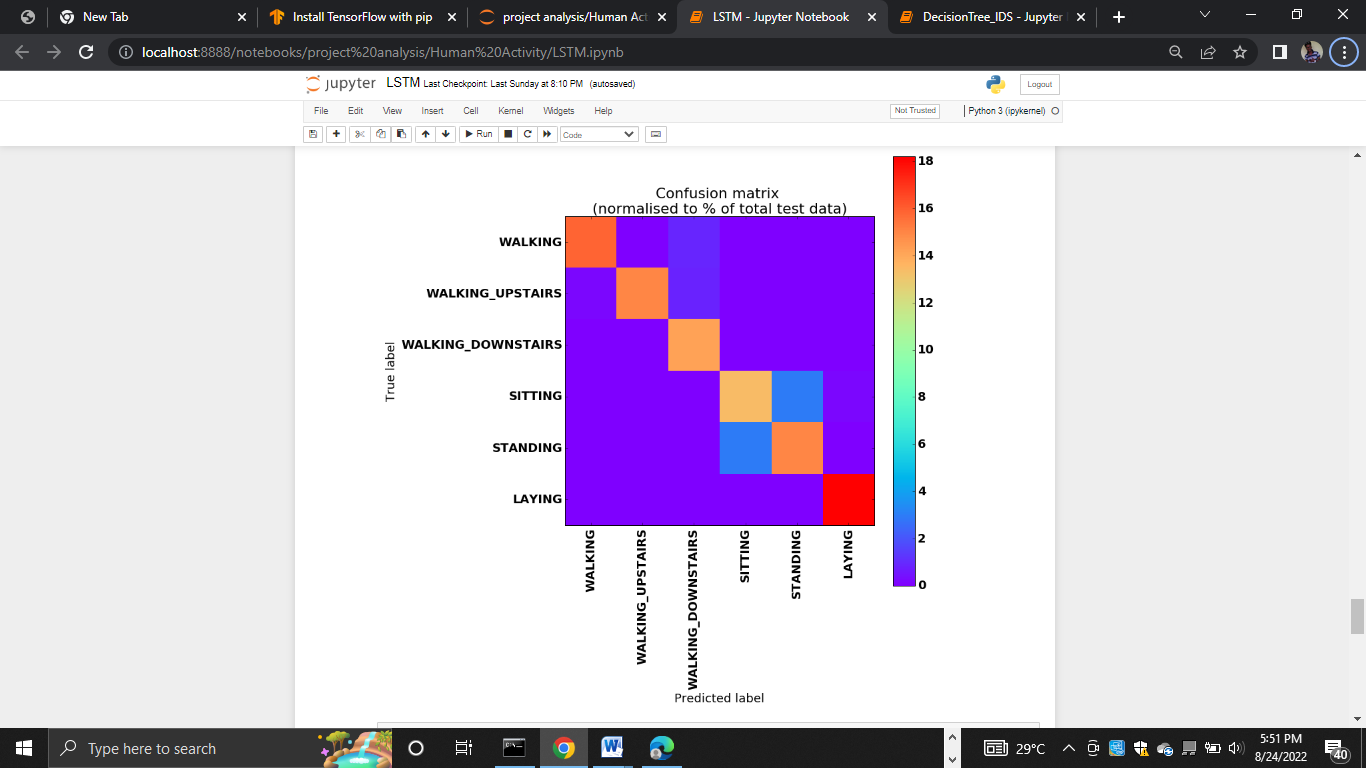 New Tab
Install TensorFlow with pip
project analysis/Human Act
LSTM - Jupyter Notebook
DecisionTree_IDS - Jupyter
localhost:8888/notebooks/project%20analysis/Human%20Activity/LSTM.ipynb
jupyter LSTM Last Checkpoint: Last Sunday at 8:10 PM (autosaved)
Logout
File Edit View Insert Cell Kernel Widgets Help
Not Trusted
Python 3 (ipykernel)
Run
Code
Confusion matrix
(normalised to % of total test data)
True label
WALKING
WALKING_UPSTAIRS
WALKING_DOWNSTAIRS
SITTING
STANDING
LAYING
WALKING
WALKING_UPSTAIRS
WALKING_DOWNSTAIRS
SITTING
STANDING
LAYING
Predicted label
18
16
14
12
10
8
6
4
2
0
Type here to search
29°C
5:51 PM
8/24/2022
40